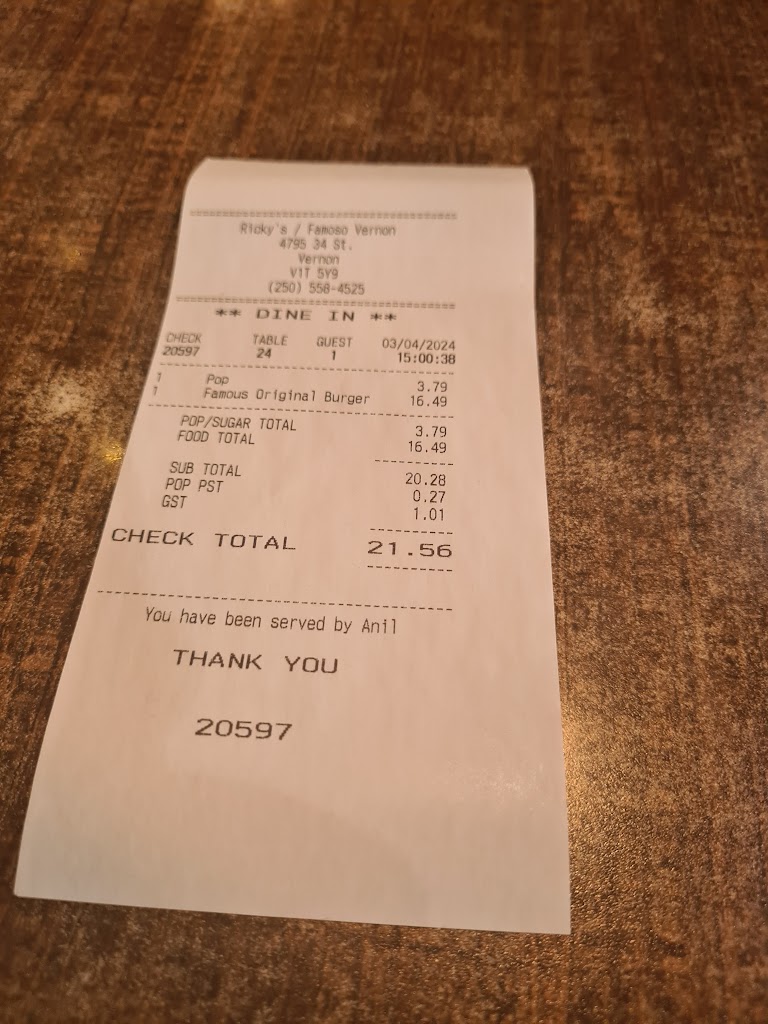 Ricky's / Famoso Vernon
4795 34 St.
Vernon
V1T 5Y9
(250) 558-4525
** DINE IN **
CHECK TABLE GUEST 03/04/2024
20597 24 1 15:00:38
1 Pop 3.79
1 Famous Original Burger 16.49
POP/SUGAR TOTAL 3.79
FOOD TOTAL 16.49
SUB TOTAL 20.28
POP PST 0.27
GST 1.01
CHECK TOTAL 21.56
You have been served by Anil
THANK YOU
20597